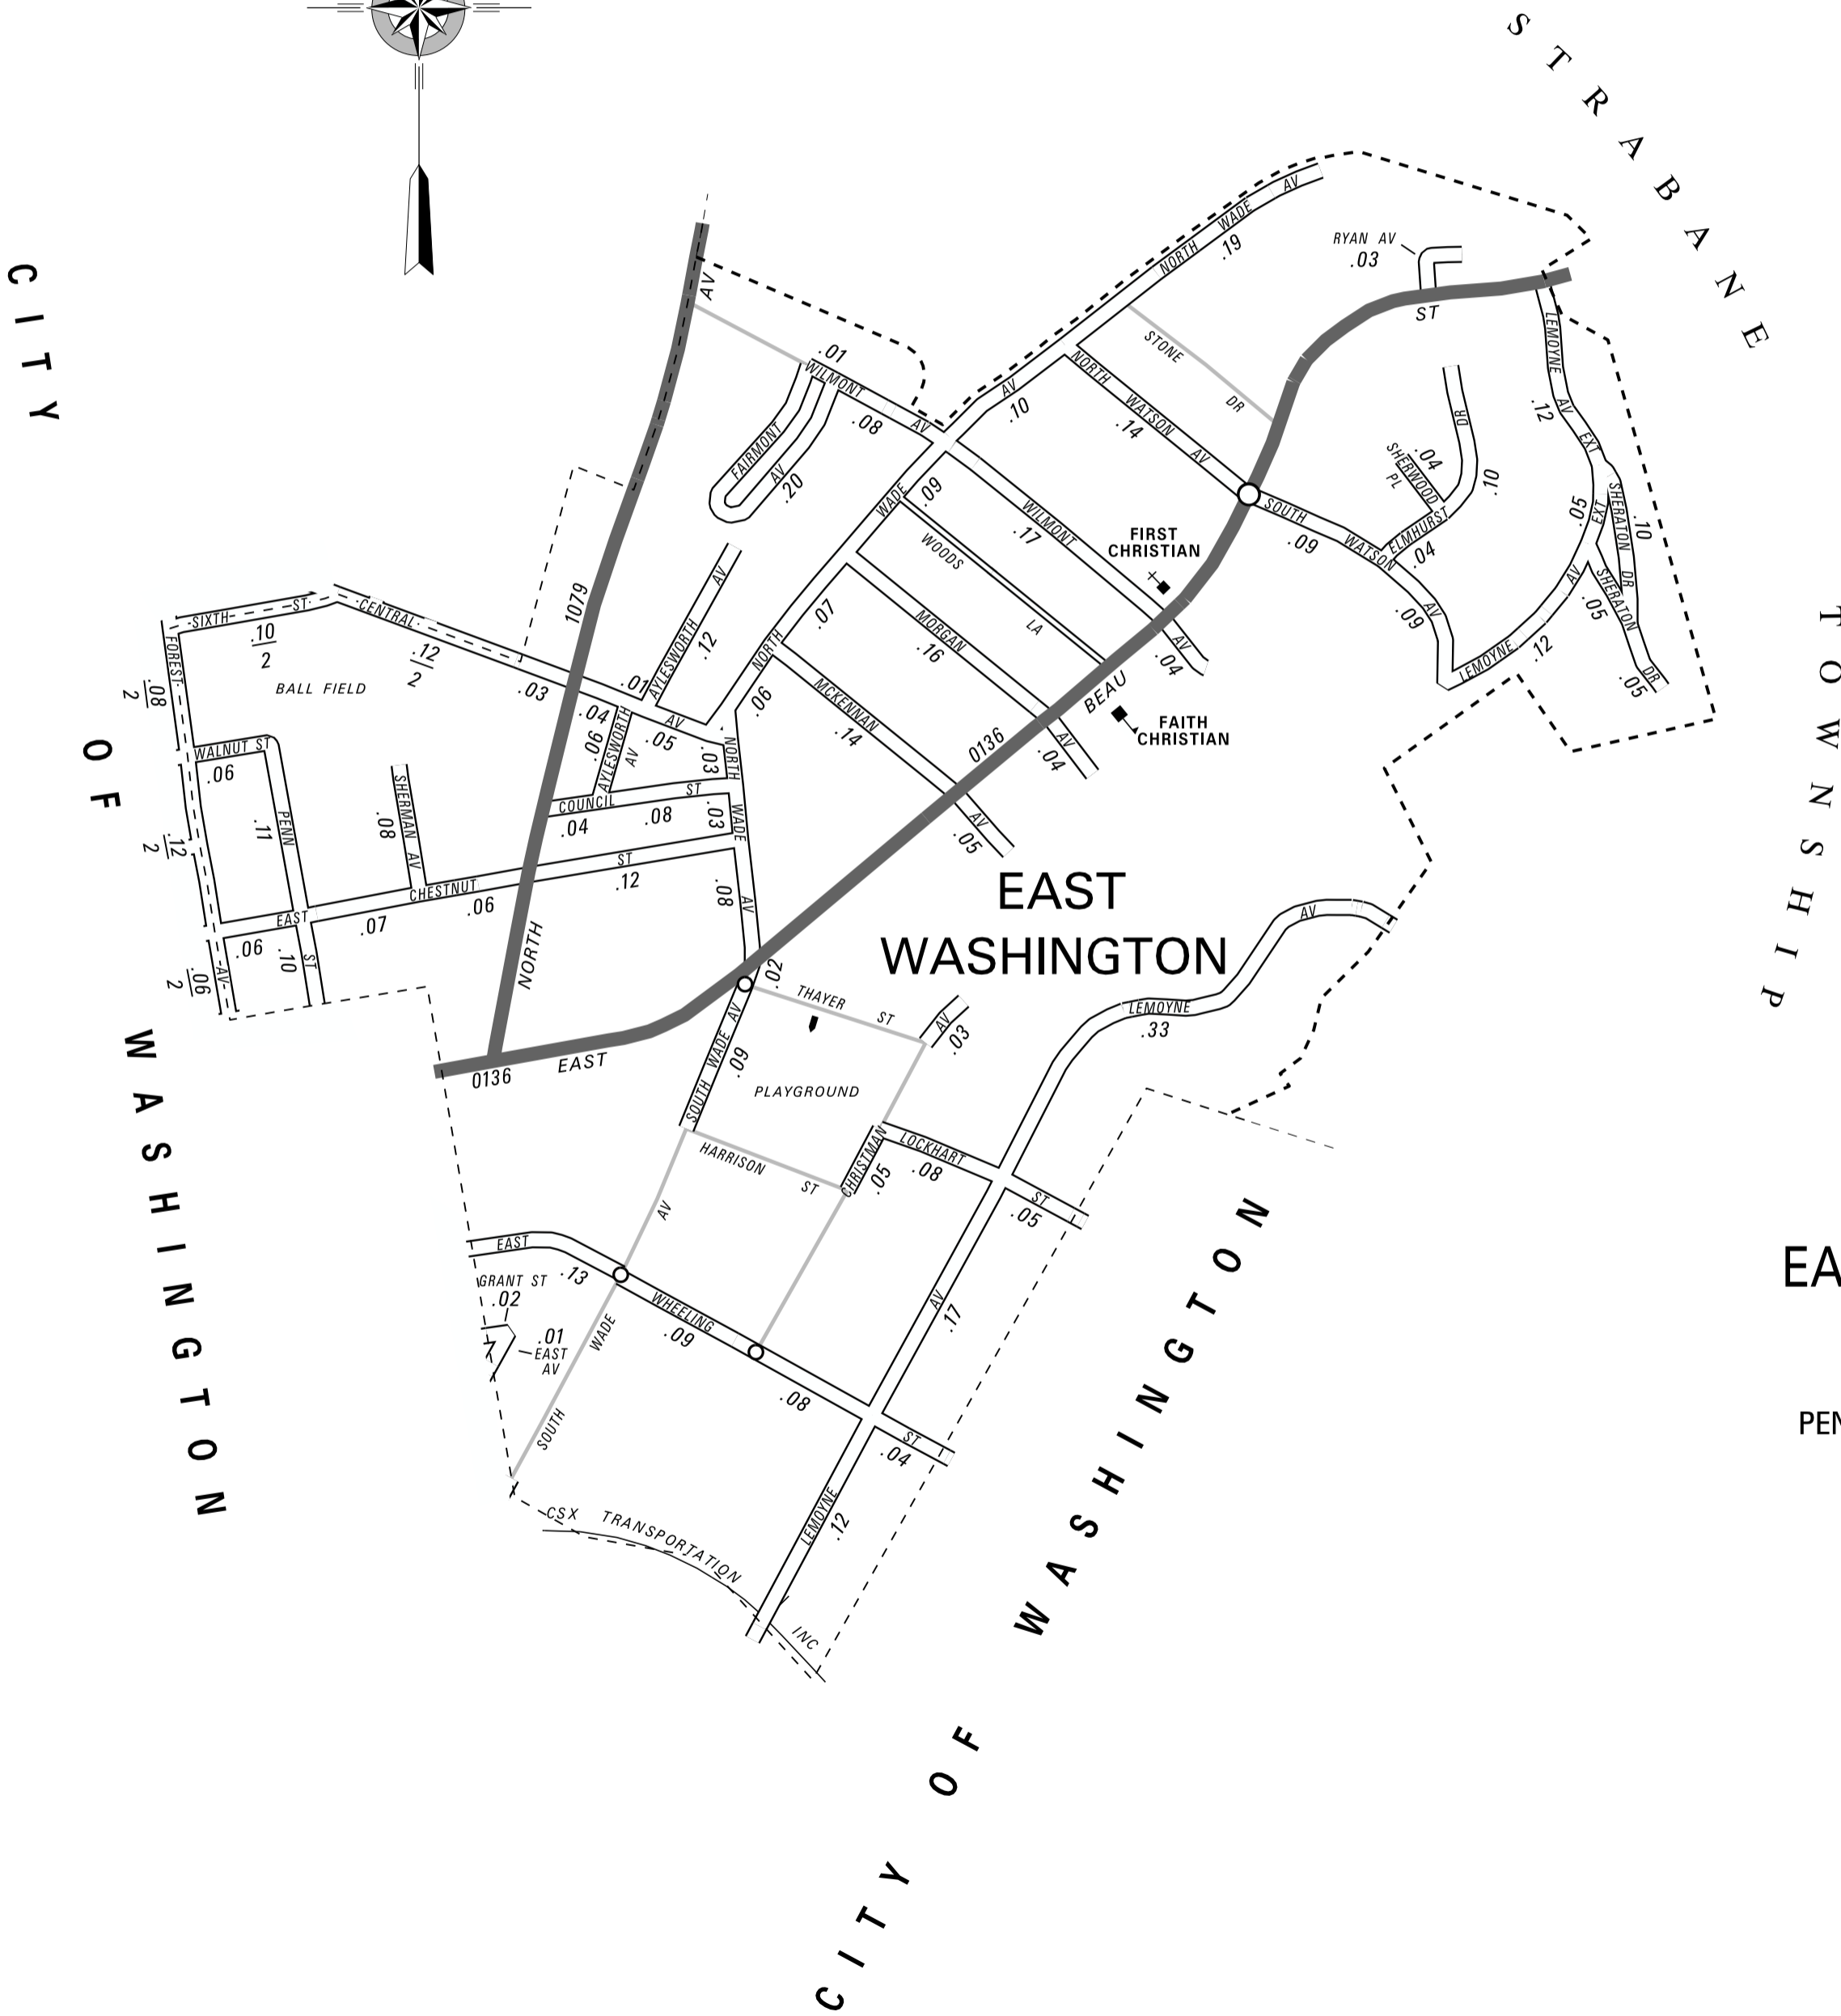 STRABANE
TOWNSHIP
CITY
OF
WASHINGTON
NORTH WADE AV
.19
RYAN AV
.03
ST
STONE DR
LEMOYNE AV EXT
.12
AV
.01
WILMONT AV
.08
.10
NORTH WATSON AV
.14
FAIRMONT AV
.20
SHERWOOD PL
.04
DR
.10
ELMHURST
.04
.05
EXT
SHERATON DR
.10
WADE
.09
WILMONT AV
.17
.04
FIRST
CHRISTIAN
SOUTH WATSON AV
.09
.09
WOODS LA
1079
SIXTH ST
.10
2
CENTRAL AV
.12
2
.03
.04
.01
.05
AYLESWORTH AV
.12
NORTH
.07
MORGAN AV
.16
.04
BEAU
FAITH
CHRISTIAN
LEMOYNE AV
.12
SHERATON DR
.05
.05
FOREST AV
.08
2
BALL FIELD
.06
MCKENNAN AV
.14
.05
0136
WALNUT ST
.06
AYLESWORTH AV
.06
NORTH WADE AV
.03
.03
.08
COUNCIL ST
.04
.08
SHERMAN AV
.08
PENN ST
.11
.12
2
EAST CHESTNUT ST
.06
.07
.06
.12
.10
.06
2
NORTH
EAST
WASHINGTON
.02
THAYER ST
AV
.03
LEMOYNE AV
.33
SOUTH WADE AV
.09
PLAYGROUND
0136
EAST
HARRISON ST
CHRISTMAN
.05
LOCKHART ST
.08
.05
AV
EAST WHEELING ST
.13
.09
.08
.04
GRANT ST
.02
.01
EAST
AV
SOUTH WADE
AV
.17
LEMOYNE
.12
CSX TRANSPORTATION INC
CITY OF WASHINGTON
EA
PEN